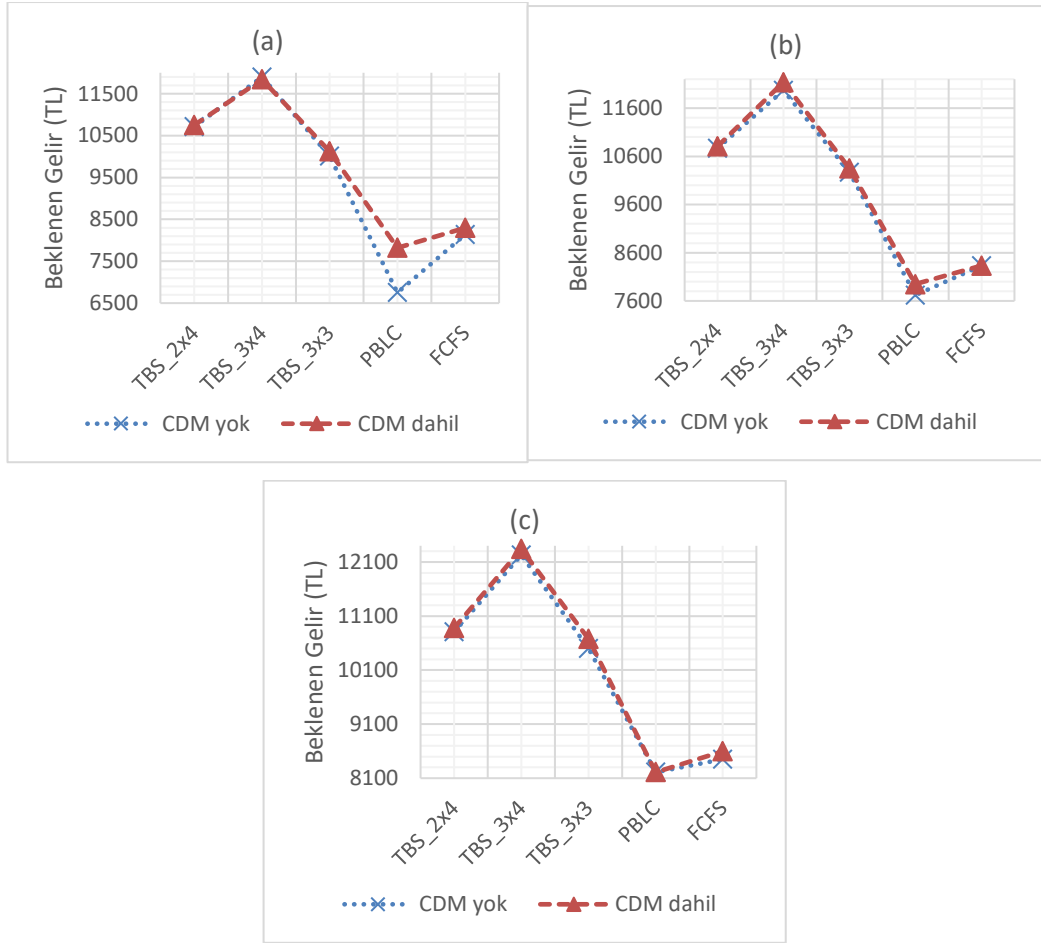 (a)
Beklenen Gelir (TL)
11500
10500
9500
8500
7500
6500
TBS_2x4
TBS_3x4
TBS_3x3
PBLC
FCFS
CDM yok
CDM dahil
(b)
Beklenen Gelir (TL)
11600
10600
9600
8600
7600
TBS_2x4
TBS_3x4
TBS_3x3
PBLC
FCFS
CDM yok
CDM dahil
(c)
Beklenen Gelir (TL)
12100
11100
10100
9100
8100
TBS_2x4
TBS_3x4
TBS_3x3
PBLC
FCFS
CDM yok
CDM dahil